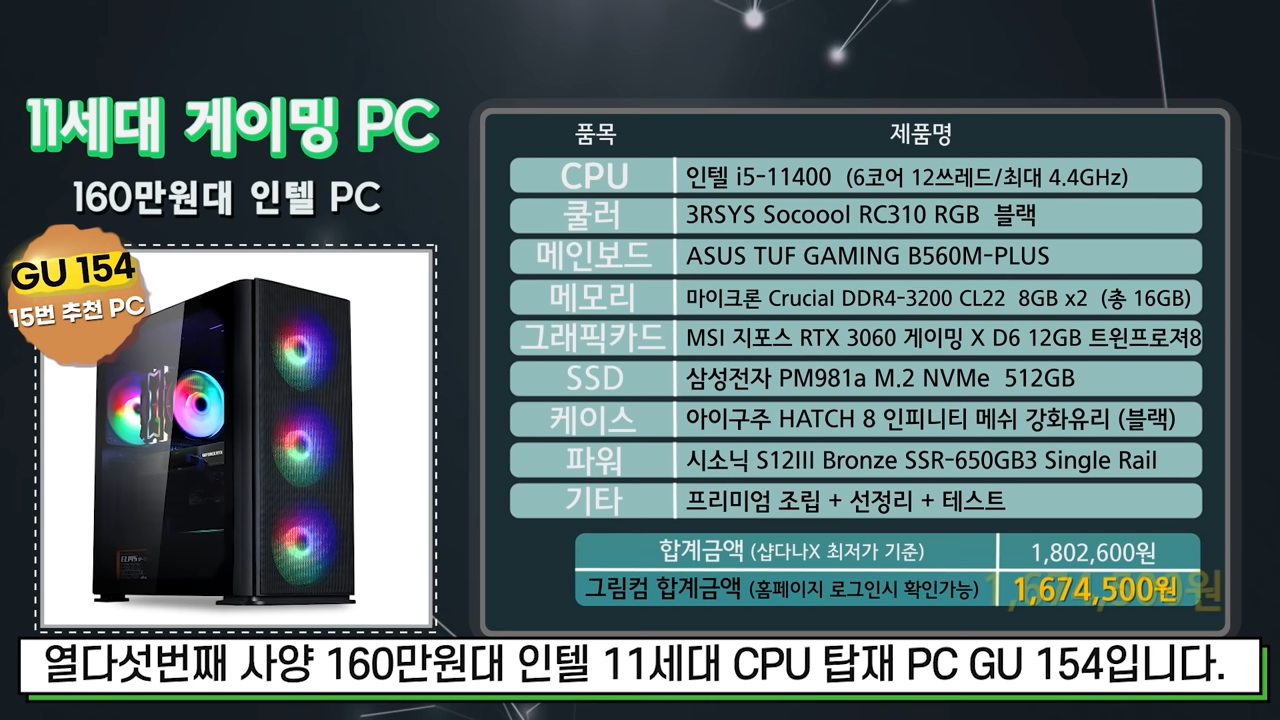 11세대 게이밍 PC
160만원대 인텔 PC
GU 154
15번 추천 PC
품목 제품명
CPU 인텔 i5-11400 (6코어 12쓰레드/최대 4.4GHz)
쿨러 3RSYS Socoool RC310 RGB 블랙
메인보드 ASUS TUF GAMING B560M-PLUS
메모리 마이크론 Crucial DDR4-3200 CL22 8GB x2 (총 16GB)
그래픽카드 MSI 지포스 RTX 3060 게이밍 X D6 12GB 트윈프로져8
SSD 삼성전자 PM981a M.2 NVMe 512GB
케이스 아이구주 HATCH 8 인피니티 메쉬 강화유리 (블랙)
파워 시소닉 S12III Bronze SSR-650GB3 Single Rail
기타 프리미엄 조립 + 선정리 + 테스트
합계금액 (샵다나X 최저가 기준) 1,802,600원
그림컴 합계금액 (홈페이지 로그인시 확인가능) 1,674,500원
열다섯번째 사양 160만원대 인텔 11세대 CPU 탑재 PC GU 154입니다.